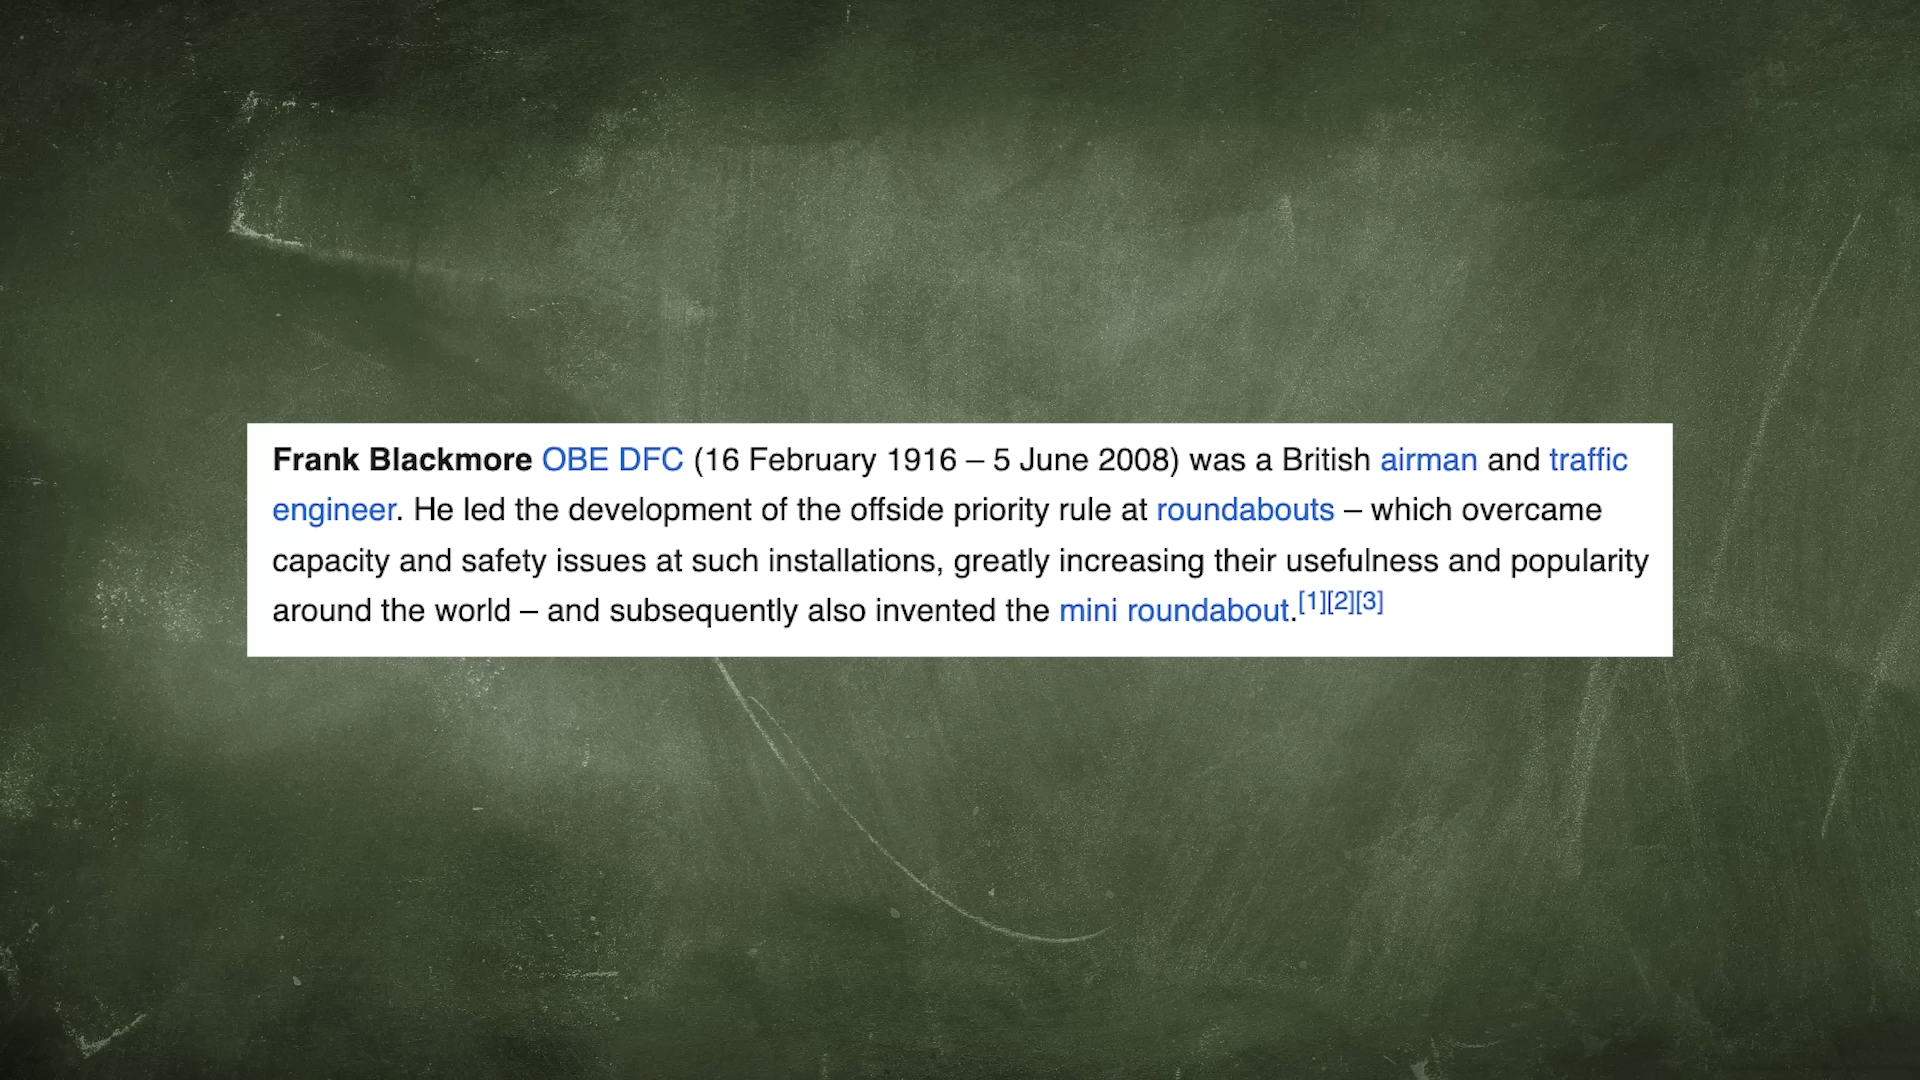 Frank Blackmore OBE DFC (16 February 1916 – 5 June 2008) was a British airman and traffic
engineer. He led the development of the offside priority rule at roundabouts – which overcame
capacity and safety issues at such installations, greatly increasing their usefulness and popularity
around the world – and subsequently also invented the mini roundabout.[1][2][3]